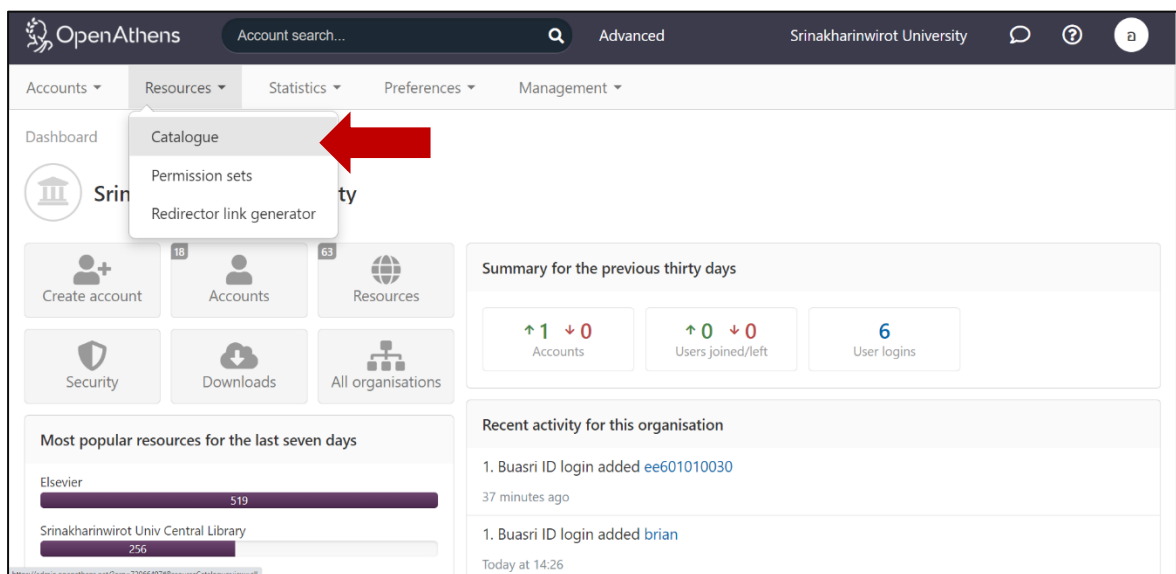 OpenAthens
Account search...
Advanced
Srinakharinwirot University
อ
Accounts
Resources
Statistics
Preferences
Management
Dashboard
Catalogue
Permission sets
Redirector link generator
Srin
ty
Create account
18
Accounts
63
Resources
Security
Downloads
All organisations
Summary for the previous thirty days
1 0
Accounts
0 0
Users joined/left
6
User logins
Most popular resources for the last seven days
Elsevier
519
Srinakharinwirot Univ Central Library
256
Recent activity for this organisation
1. Buasri ID login added ee601010030
37 minutes ago
1. Buasri ID login added brian
Today at 14:26